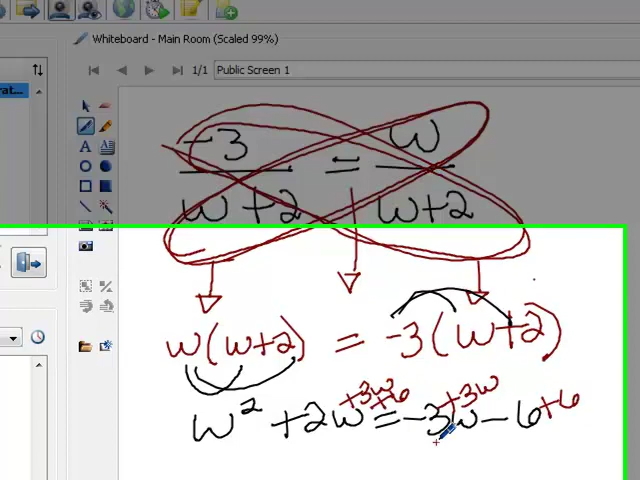 Whiteboard - Main Room (Scaled 99%)
1/1 Public Screen 1
rat...
A A
-3/(w+2) = w/(w+2)
w(w+2) = -3(w+2)
+3w +6 +3w +6
w² +2w = -3w - 6